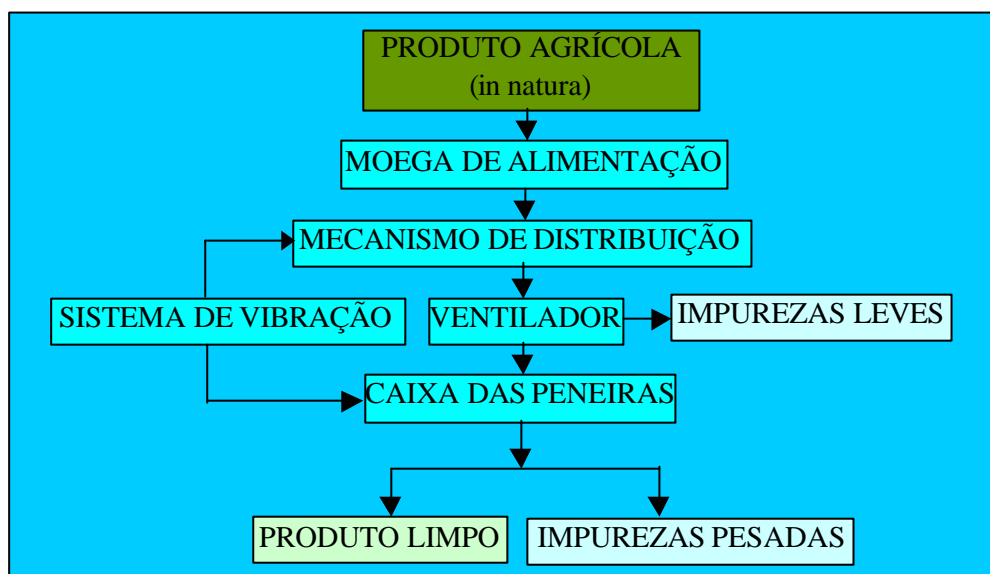 PRODUTO AGRÍCOLA
(in natura)
MOEGA DE ALIMENTAÇÃO
MECANISMO DE DISTRIBUIÇÃO
SISTEMA DE VIBRAÇÃO
VENTILADOR
IMPUREZAS LEVES
CAIXA DAS PENEIRAS
PRODUTO LIMPO
IMPUREZAS PESADAS